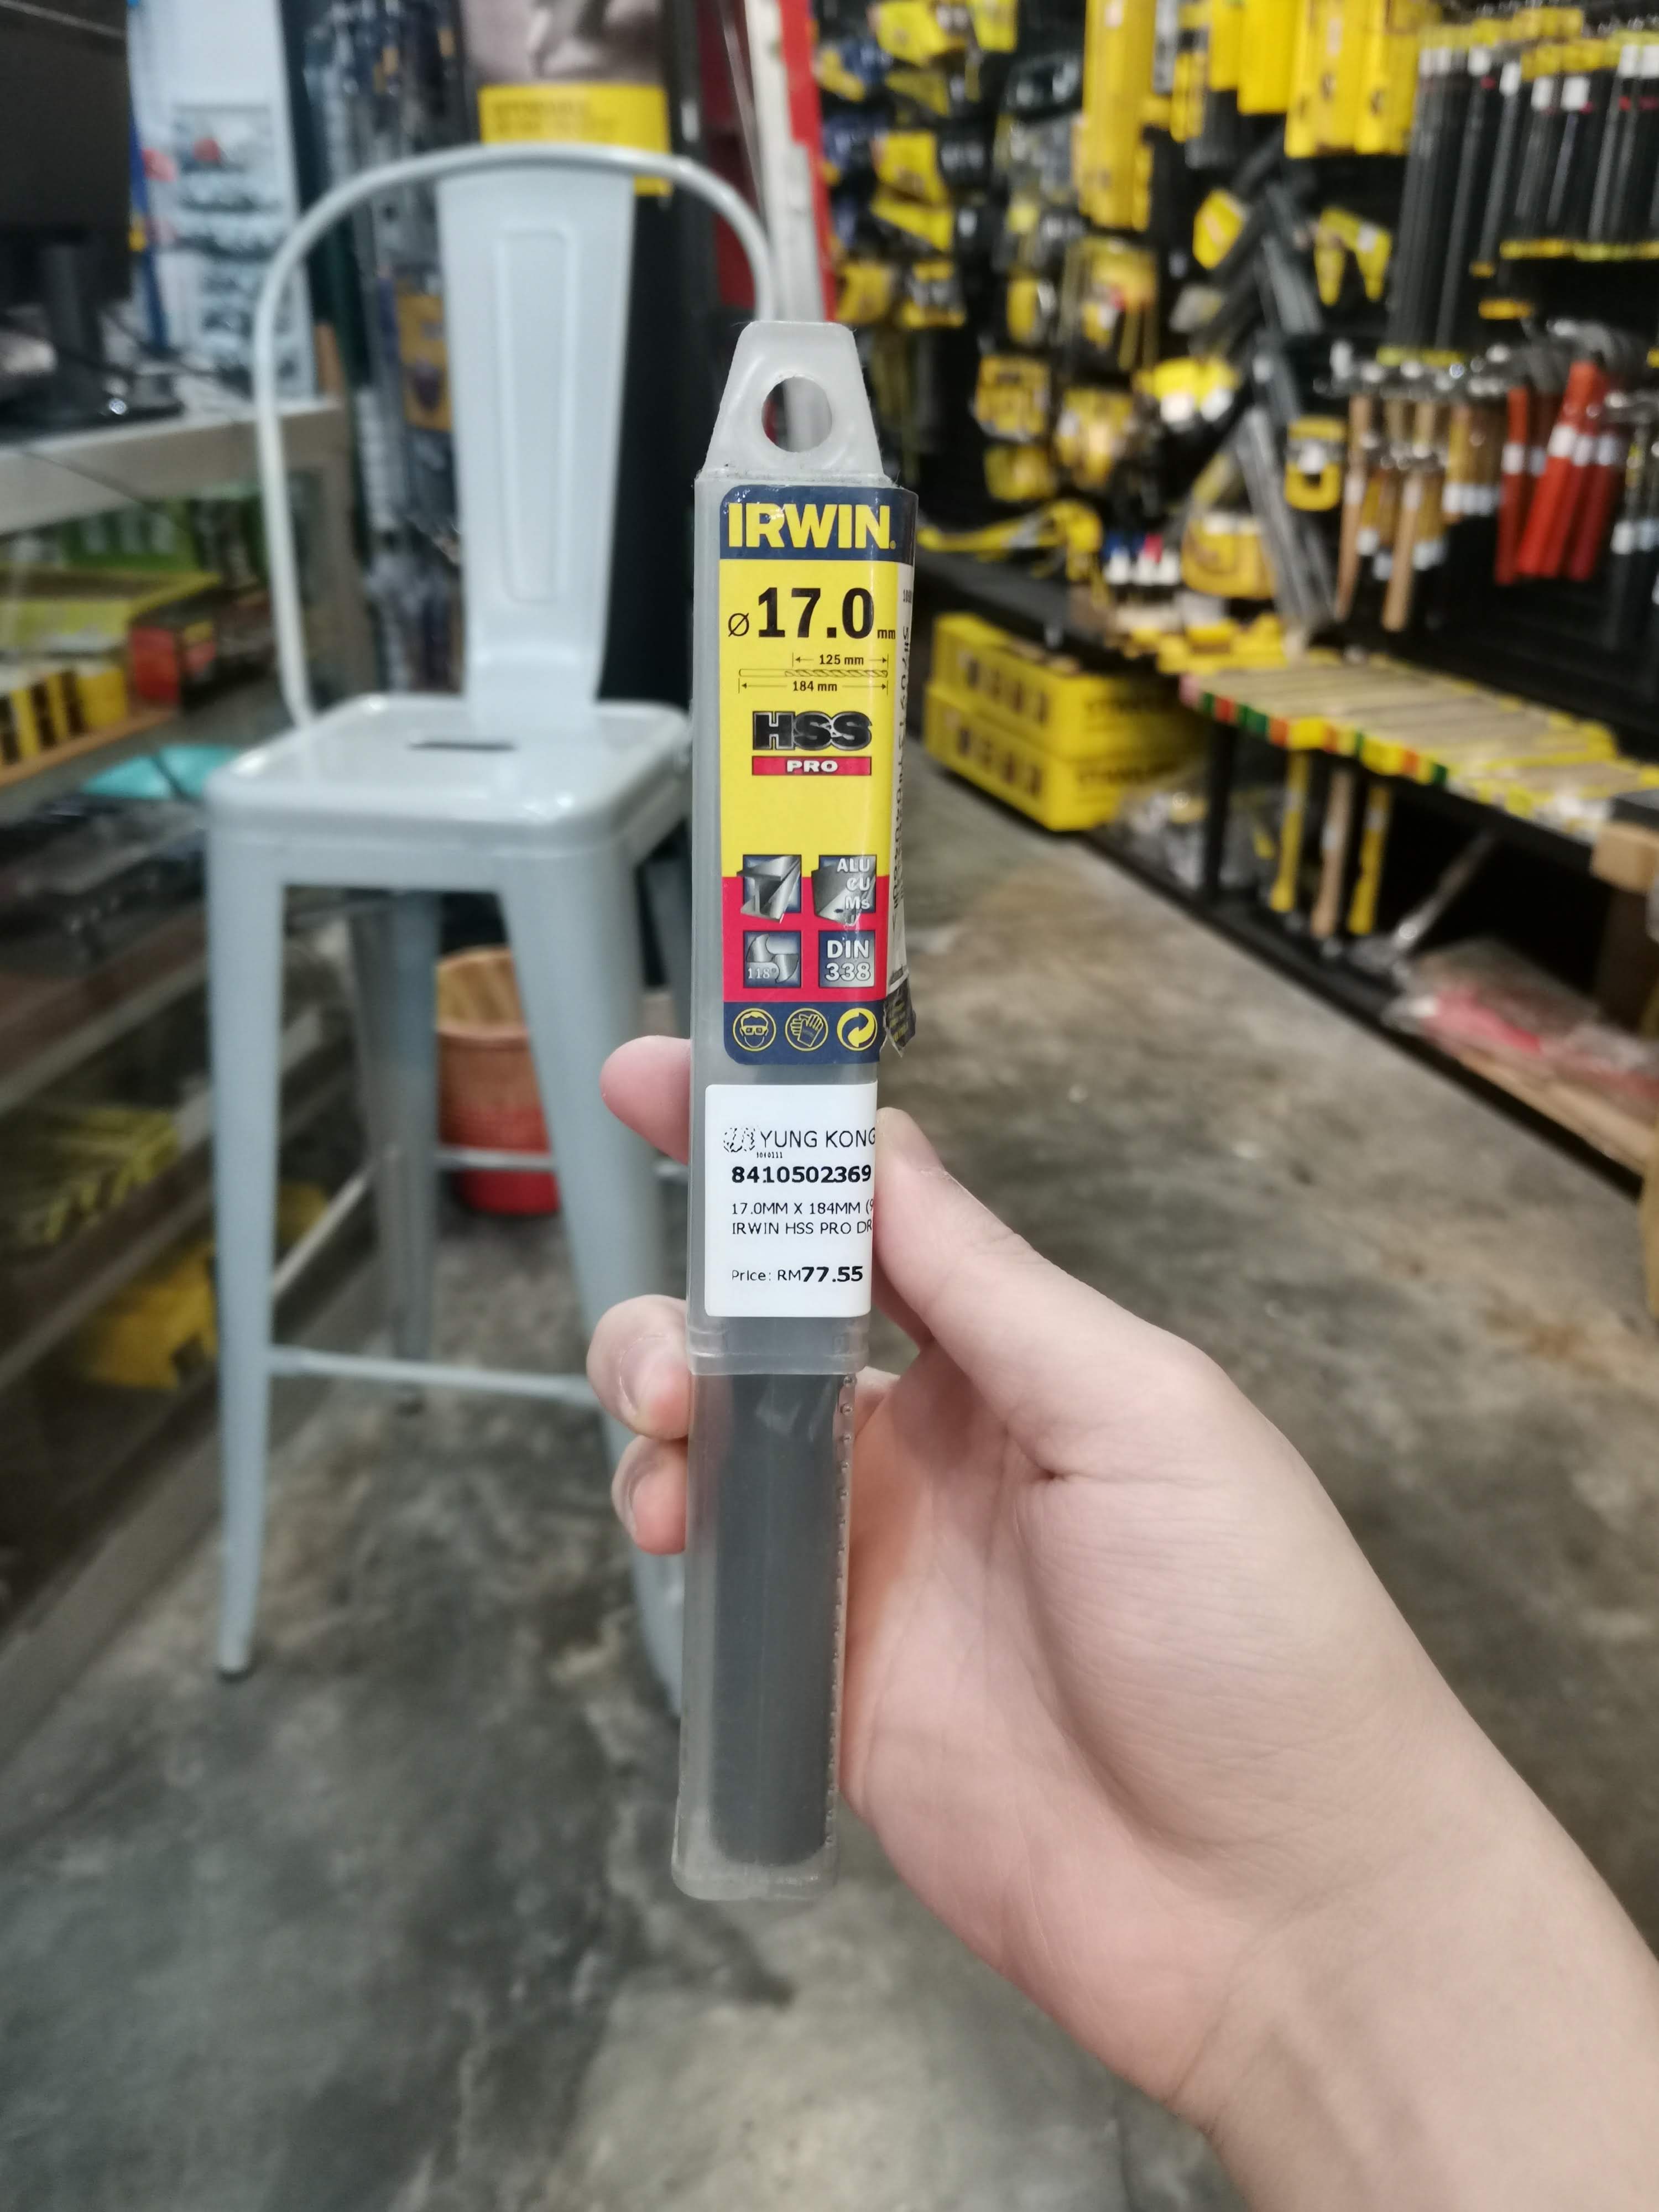 IRWIN
Ø17.0mm
125 mm
184 mm
HSS
PRO
ALU
CU
Ms
118°
DIN
338
YUNG KONG
8410502369
17.0MM X 184MM
IRWIN HSS PRO
Price: RM77.55